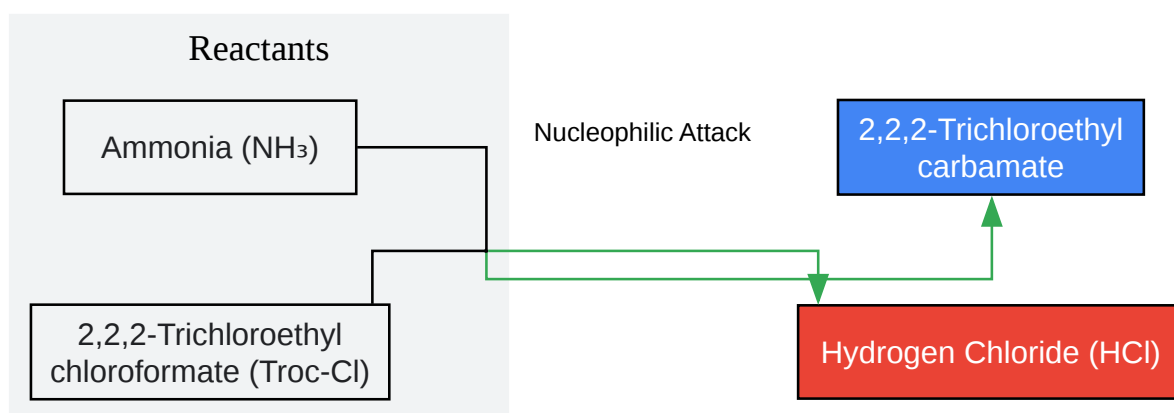 Reactants
Ammonia (NH₃)
Nucleophilic Attack
2,2,2-Trichloroethyl
carbamate
2,2,2-Trichloroethyl
chloroformate (Troc-Cl)
Hydrogen Chloride (HCl)